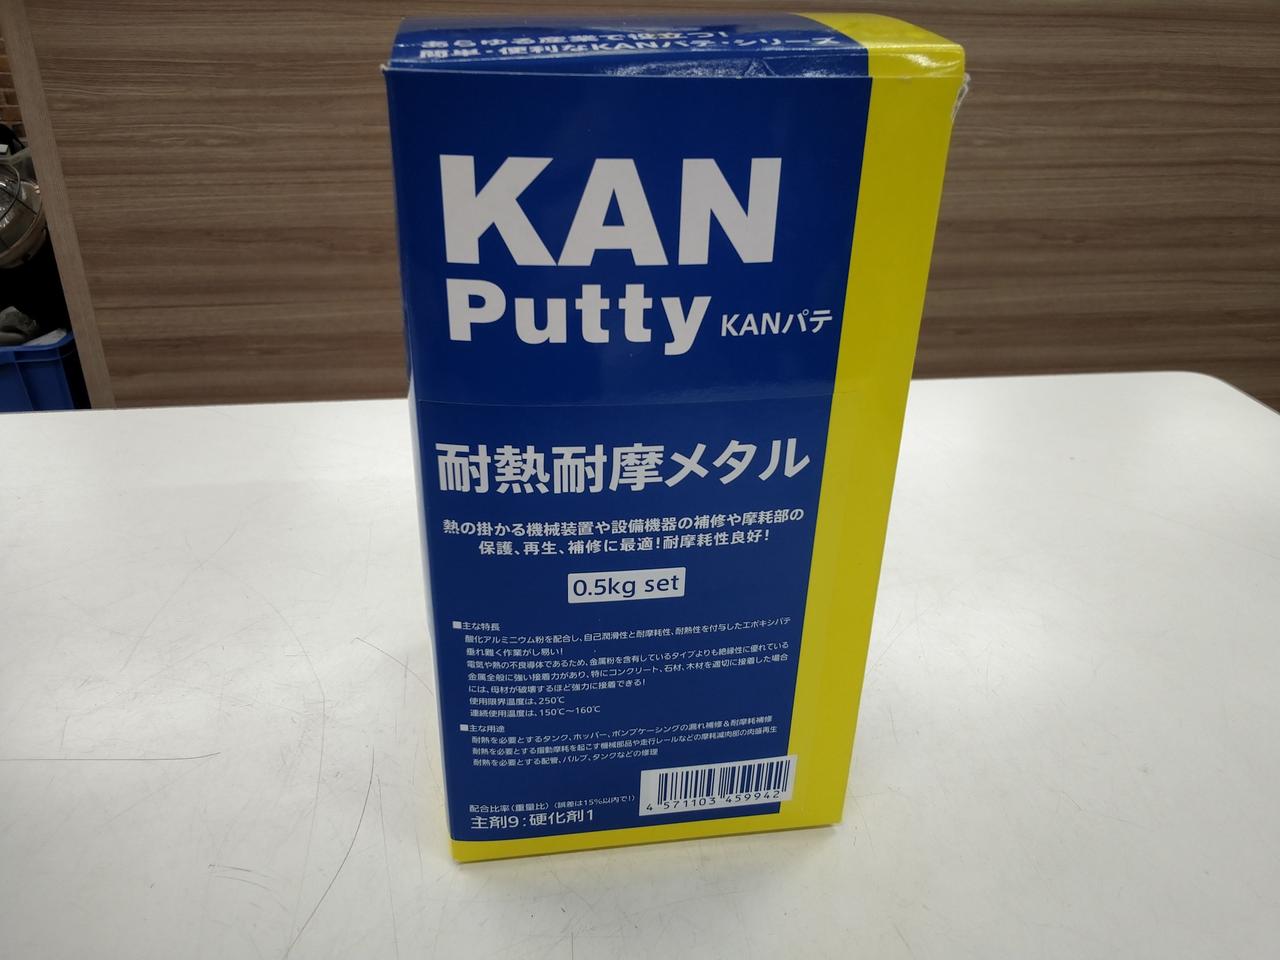 あらゆる産業で役立つ!
簡単・便利なKANパテ・シリーズ
KAN
Putty KANパテ
耐熱耐摩メタル
熱の掛かる機械装置や設備機器の補修や摩耗部の
保護、再生、補修に最適!耐摩耗性良好!
0.5kg set
■主な特長
酸化アルミニウム粉を配合し、自己潤滑性と耐摩耗性、耐熱性を付与したエポキシパテ
垂れ難く作業がし易い!
電気や熱の不良導体であるため、金属粉を含有しているタイプよりも絶縁性に優れている
金属全般に強い接着力があり、特にコンクリート、石材、木材を適切に接着した場合
には、母材が破壊するほど強力に接着できる!
使用限界温度は、250℃
連続使用温度は、150℃〜160℃
■主な用途
耐熱を必要とするタンク、ホッパー、ポンプケーシングの漏れ補修&耐摩耗補修
耐熱を必要とする摺動摩耗を起こす機械部品や走行レールなどの摩耗減肉部の肉盛再生
耐熱を必要とする配管、バルブ、タンクなどの修理
配合比率(重量比)(誤差は15%以内で!)
主剤9:硬化剤1
4 571103 459942